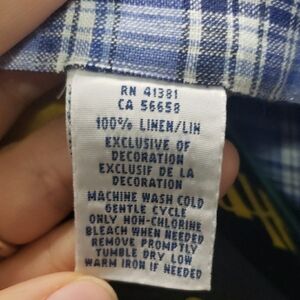 RN 41381
CA 56658
100% LINEN/LIN
EXCLUSIVE OF
DECORATION
EXCLUSIF DE LA
DECORATION
MACHINE WASH COLD
GENTLE CYCLE
ONLY NON-CHLORINE
BLEACH WHEN NEEDED
REMOVE PROMPTLY
TUMBLE DRY LOW
WARM IRON IF NEEDED